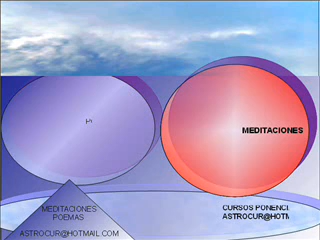 MEDITACIONES
MEDITACIONES
POEMAS
ASTROCUR@HOTMAIL.COM
CURSOS PONENCI
ASTROCUR@HOTM